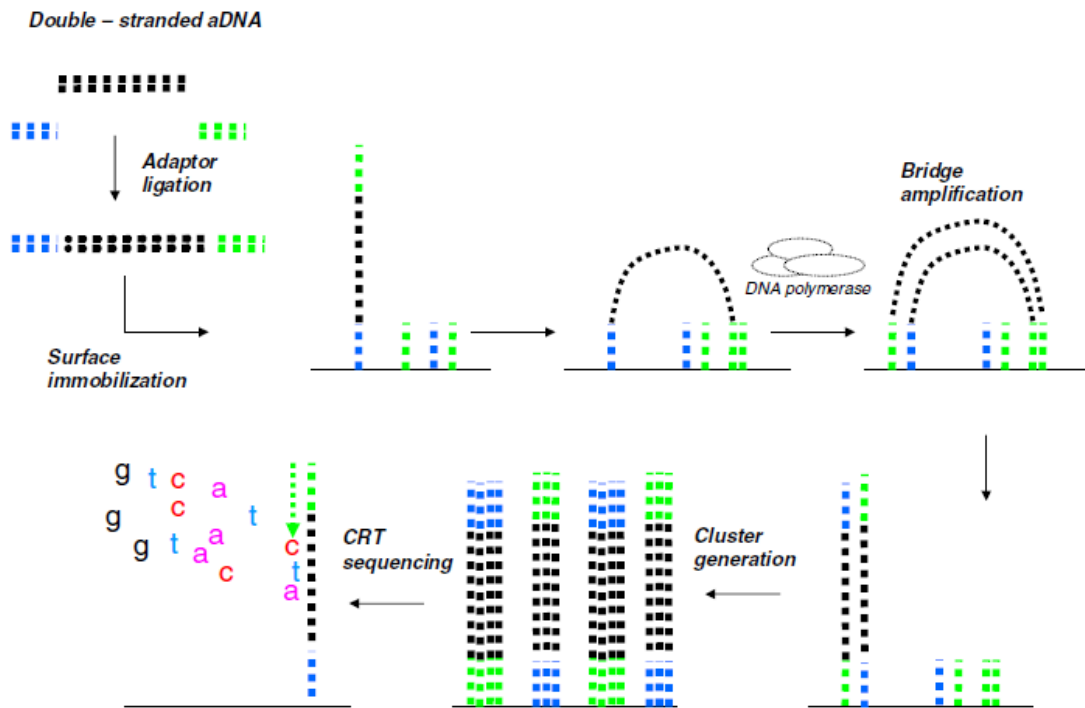 Double – stranded aDNA
Adaptor
ligation
Surface
immobilization
DNA polymerase
Bridge
amplification
Cluster
generation
CRT
sequencing
g
t
c
a
g
c
t
g
t
a
a
c
c
t
a